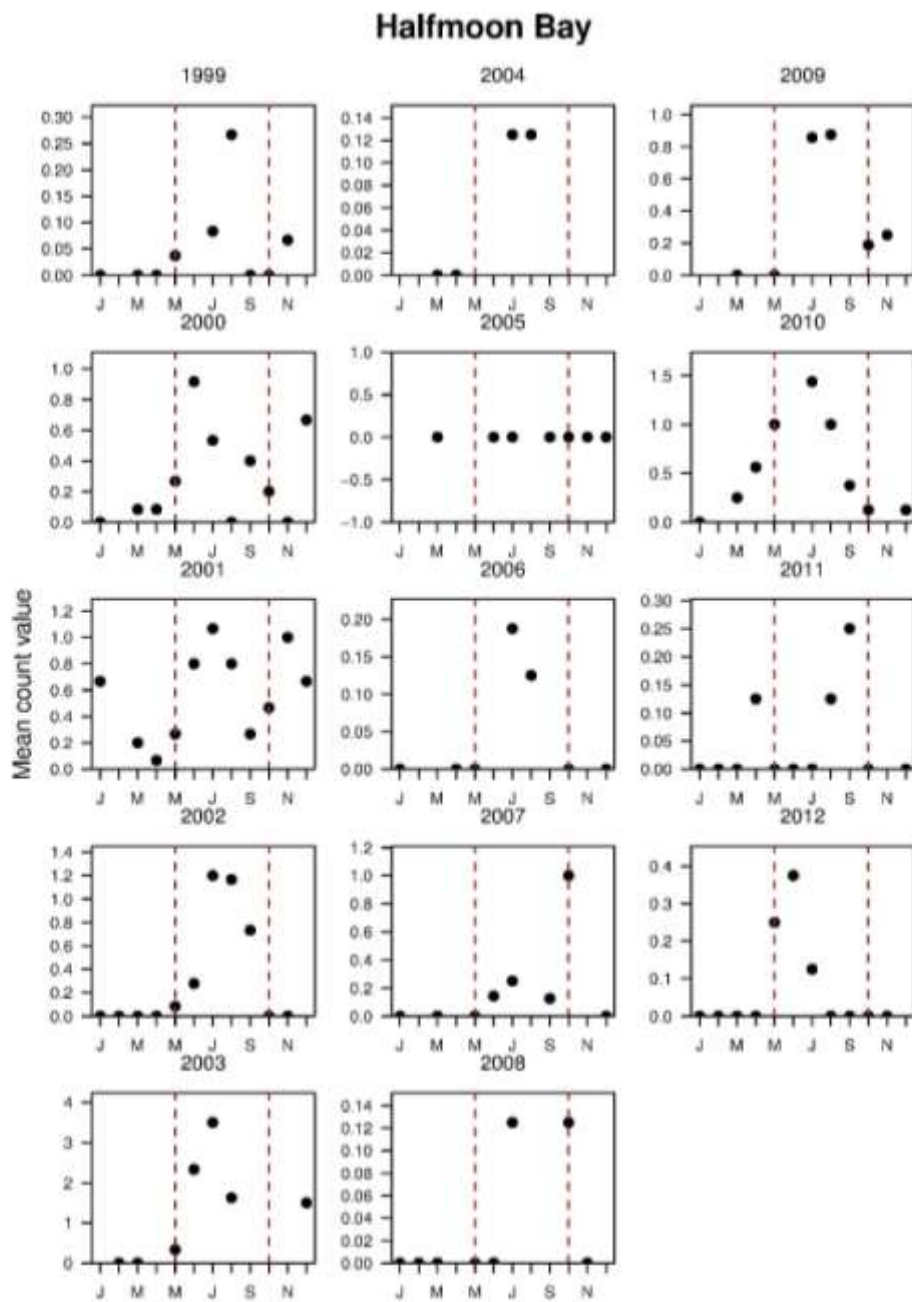 Halfmoon Bay
1999 2004 2009
0.30 0.25 0.20 0.15 0.10 0.05 0.00
J M M J S N
0.14 0.12 0.10 0.08 0.06 0.04 0.02 0.00
J M M J S N
1.0 0.8 0.6 0.4 0.2 0.0
J M M J S N
2000 2005 2010
1.0 0.8 0.6 0.4 0.2 0.0
J M M J S N
1.0 0.5 0.0 −0.5 −1.0
J M M J S N
1.5 1.0 0.5 0.0
J M M J S N
2001 2006 2011
Mean count value
1.2 1.0 0.8 0.6 0.4 0.2 0.0
J M M J S N
0.20 0.15 0.10 0.05 0.00
J M M J S N
0.30 0.25 0.20 0.15 0.10 0.05 0.00
J M M J S N
2002 2007 2012
1.4 1.2 1.0 0.8 0.6 0.4 0.2 0.0
J M M J S N
1.2 1.0 0.8 0.6 0.4 0.2 0.0
J M M J S N
0.4 0.3 0.2 0.1 0.0
J M M J S N
2003 2008
4 3 2 1 0
J M M J S N
0.14 0.12 0.10 0.08 0.06 0.04 0.02 0.00
J M M J S N